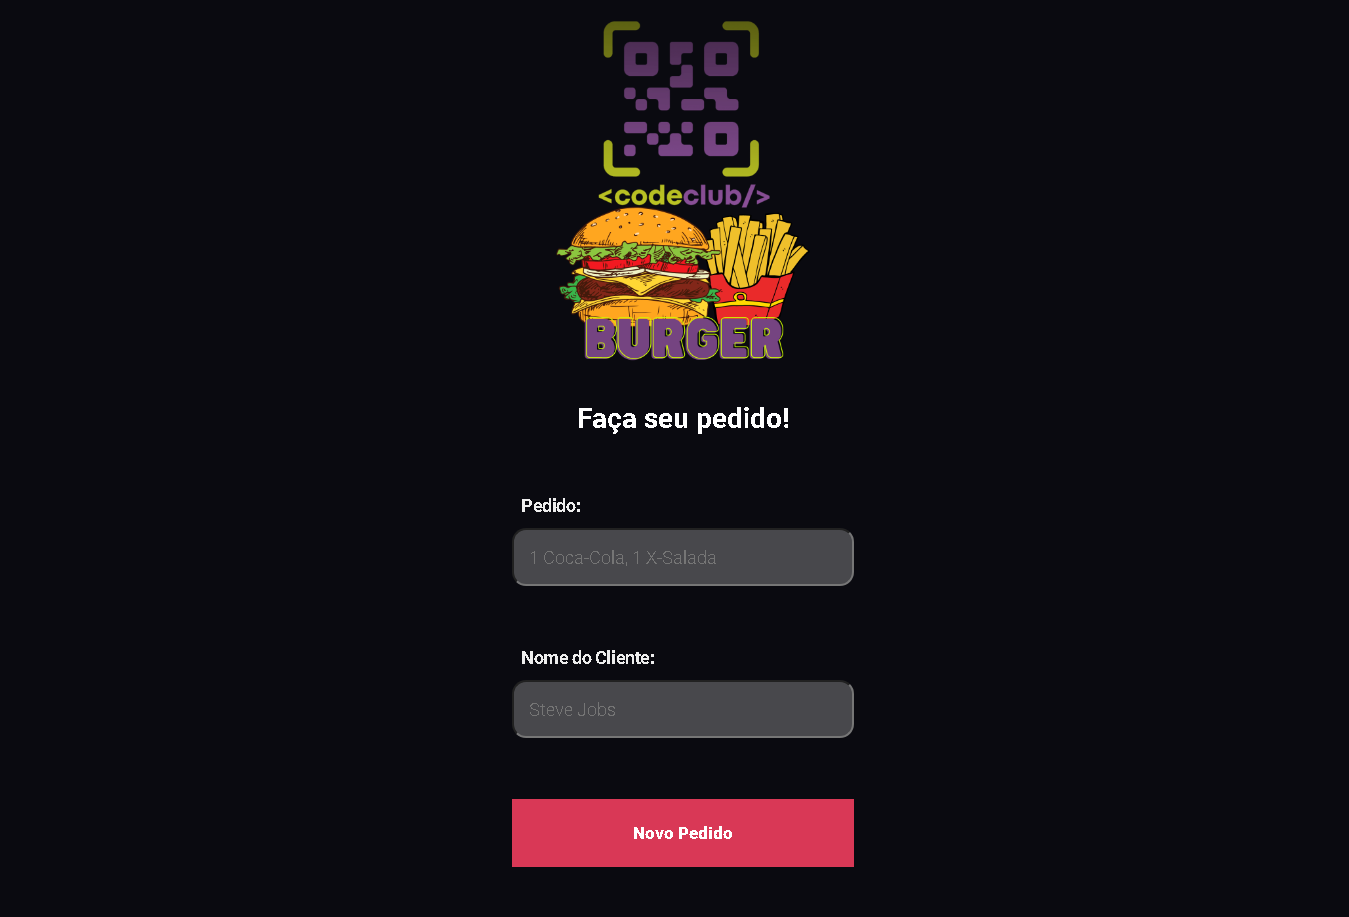 <codeclub/>
BURGER
Faça seu pedido!
Pedido:
1 Coca-Cola, 1 X-Salada
Nome do Cliente:
Steve Jobs
Novo Pedido